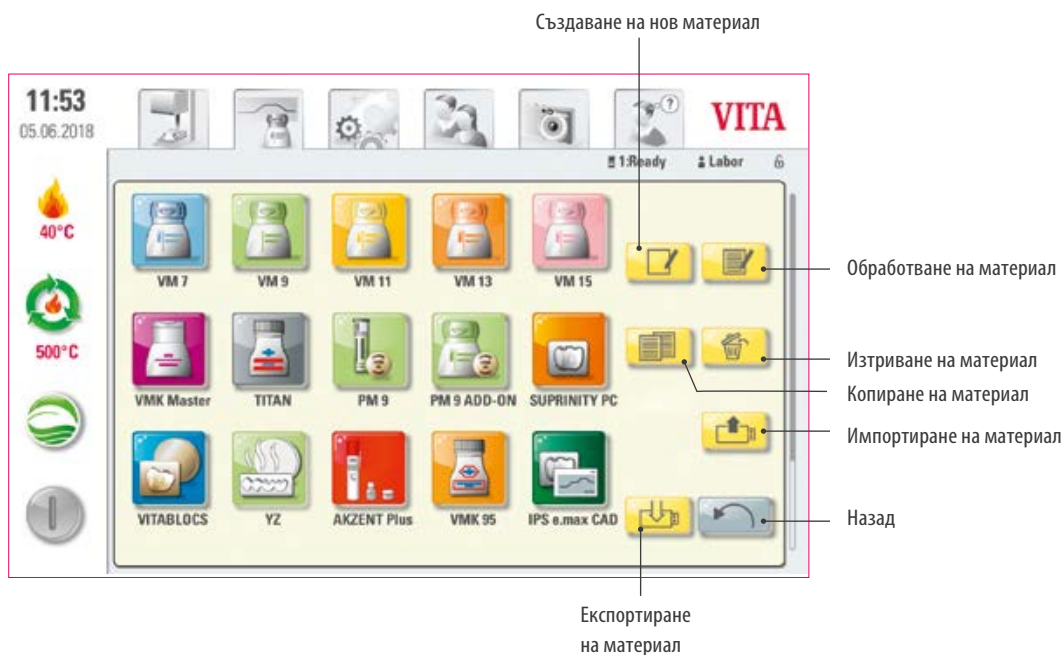 Създаване на нов материал
11:53
05.06.2018
VITA
1:Ready
Labor
40°C
500°C
VM 7
VM 9
VM 11
VM 13
VM 15
Обработване на материал
VMK Master
TITAN
PM 9
PM 9 ADD-ON
SUPRINITY PC
Изтриване на материал
Копиране на материал
Импортиране на материал
VITABLOCS
YZ
AKZENT Plus
VMK 95
IPS e.max CAD
Назад
Експортиране
на материал